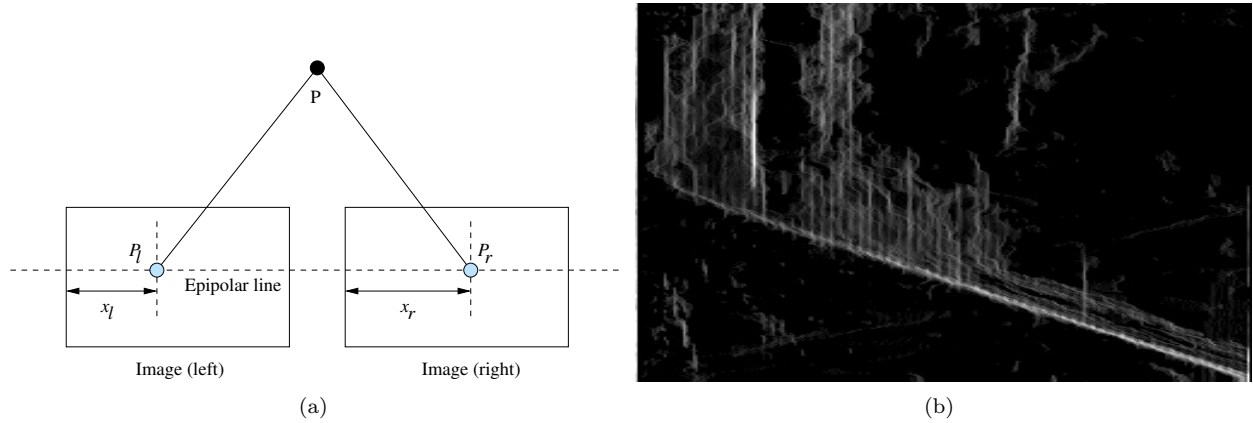 P
P_l
P_r
Epipolar line
x_l
x_r
Image (left)
Image (right)
(a)
(b)